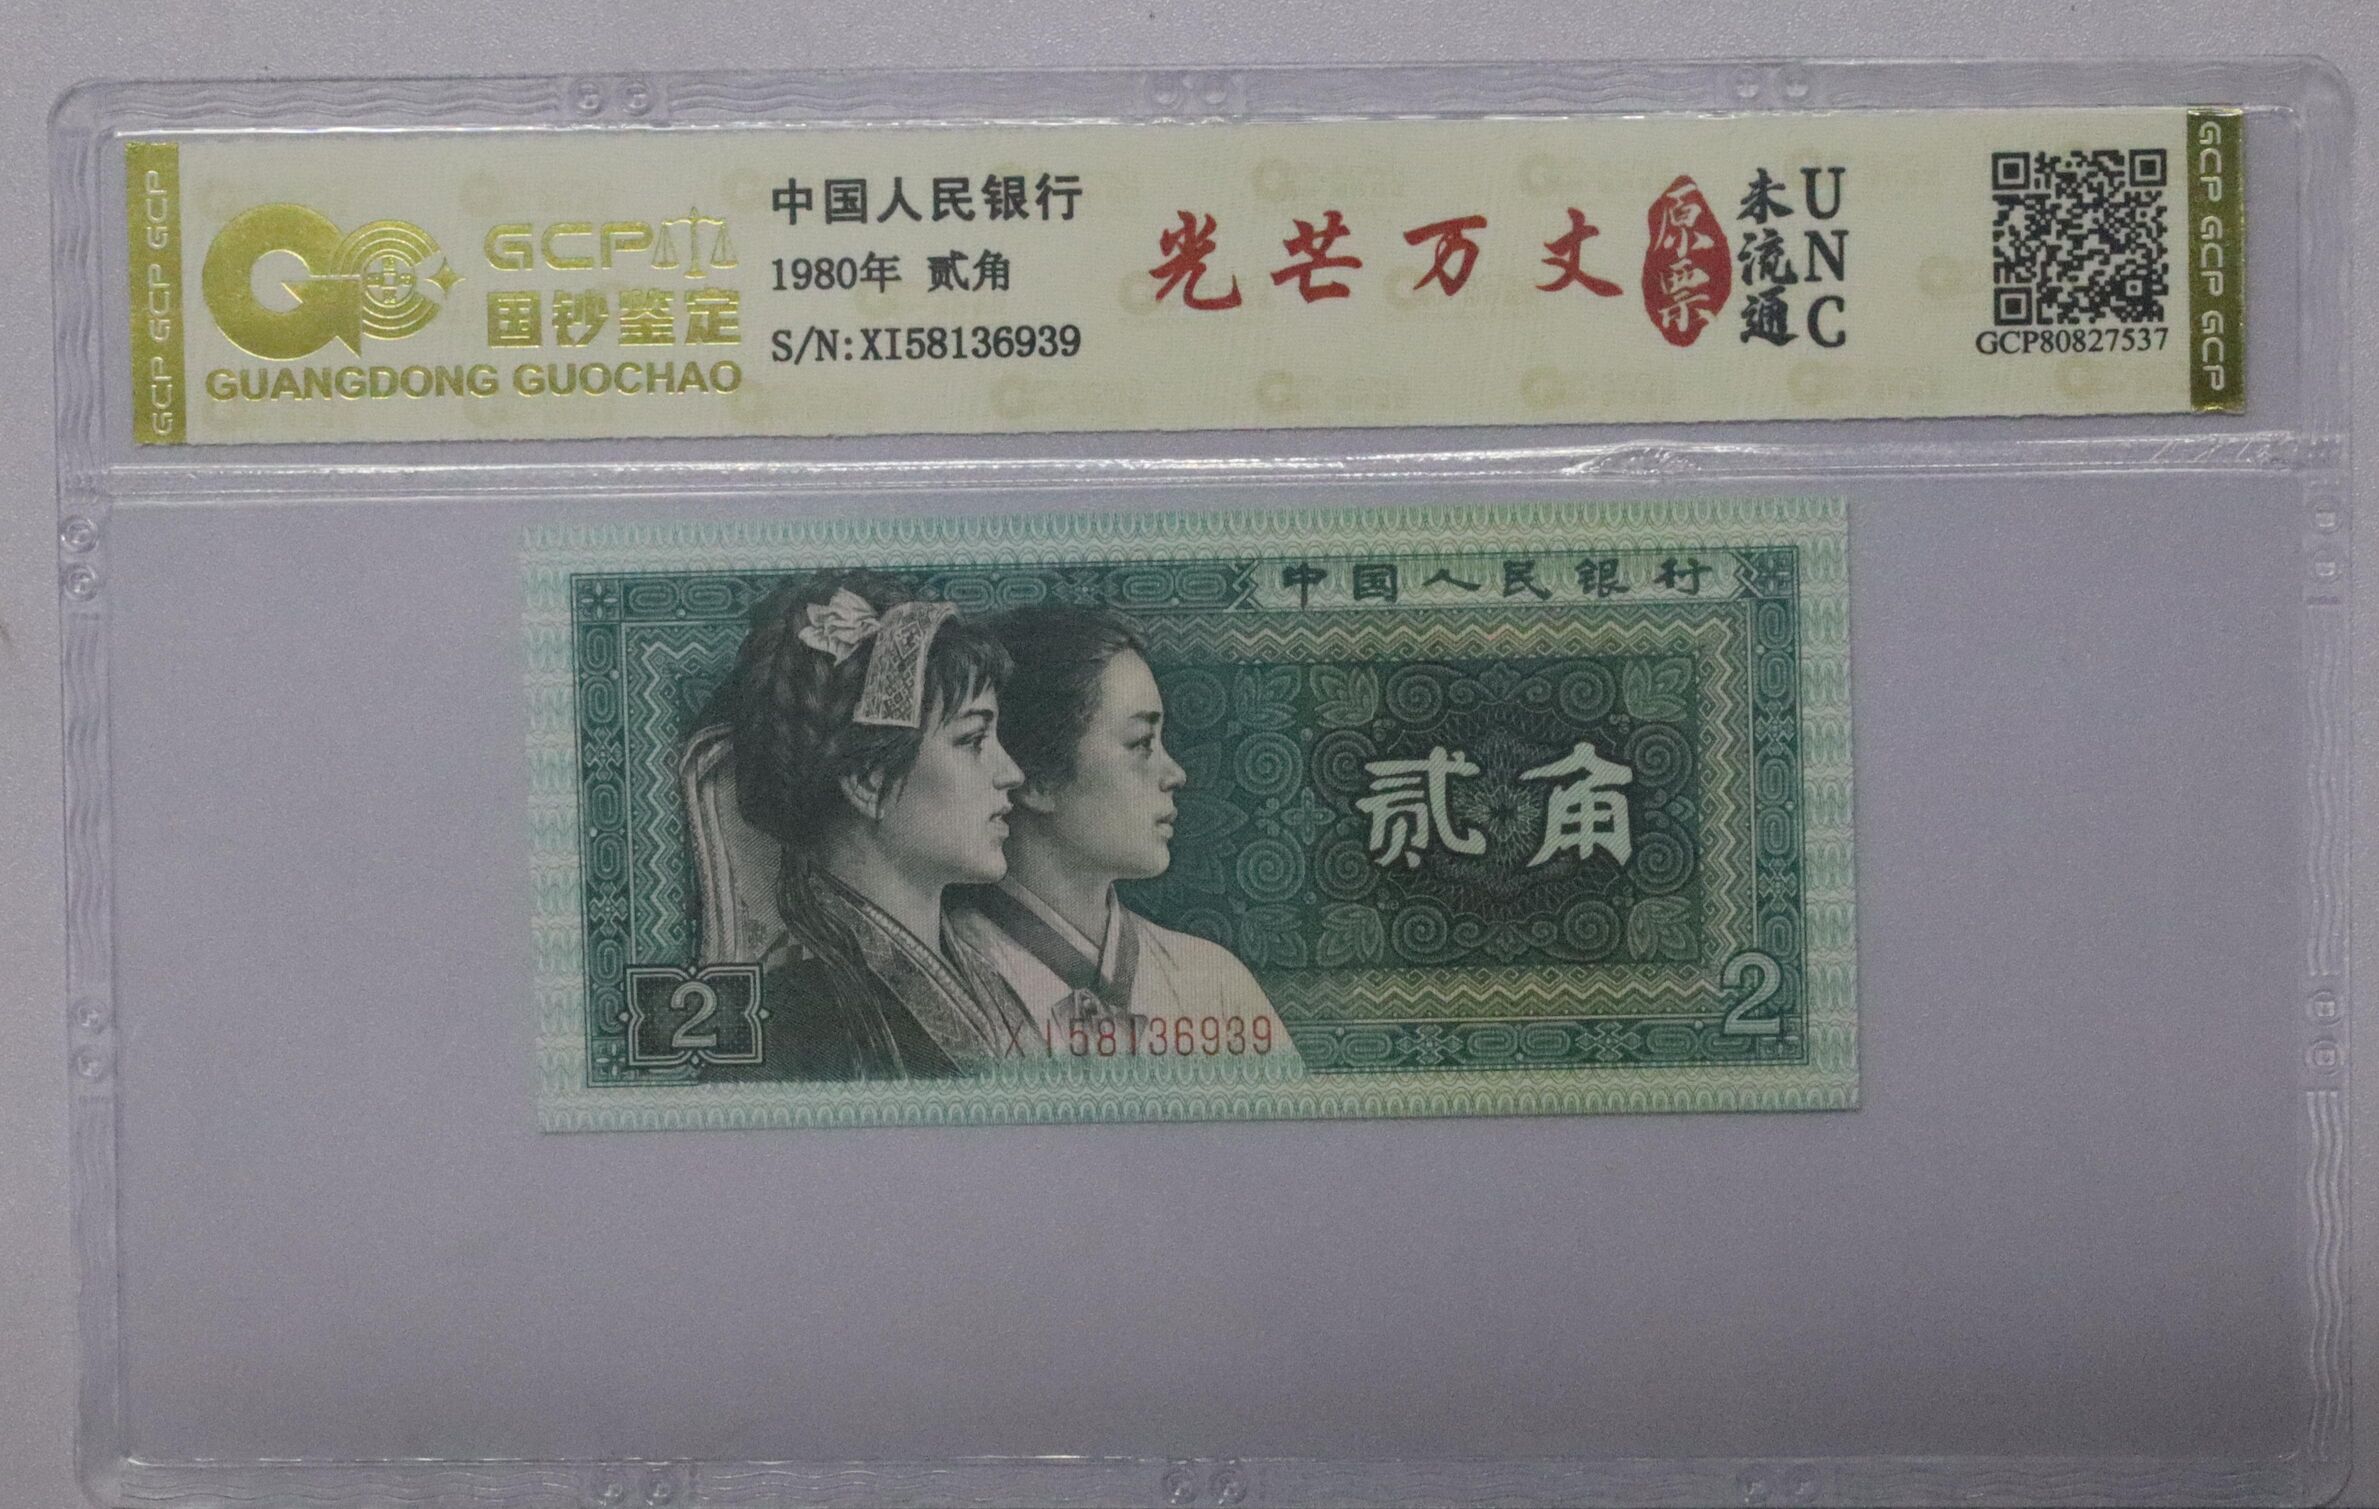 GCP GCP GCP
GCP
国钞鉴定
GUANGDONG GUOCHAO
中国人民银行
1980年 贰角
S/N:XI58136939
光芒万丈
原票
未流通
UNC
GCP80827537
GCP GCP GCP
中国人民银行
贰角
2
2
XI58136939